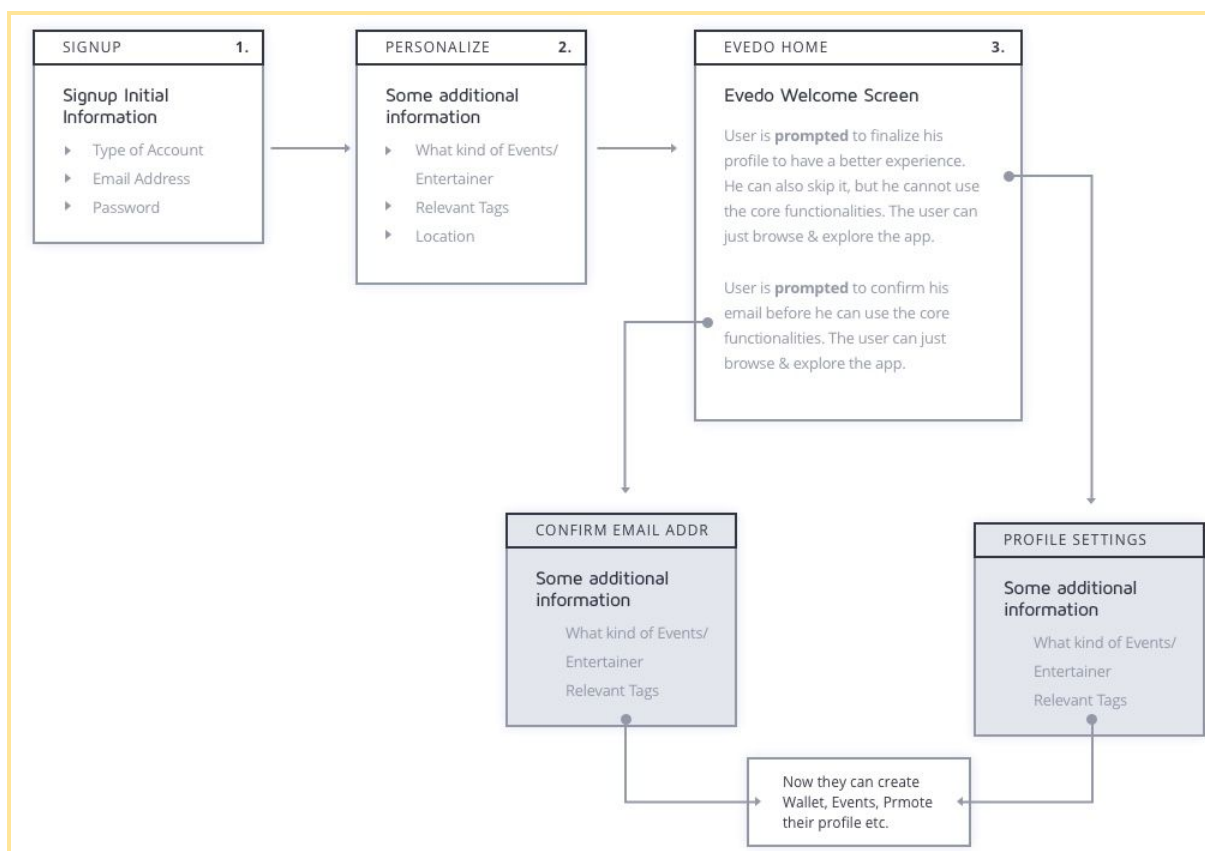 SIGNUP 1.
Signup Initial
Information
Type of Account
Email Address
Password
PERSONALIZE 2.
Some additional
information
What kind of Events/
Entertainer
Relevant Tags
Location
EVEDO HOME 3.
Evedo Welcome Screen
User is prompted to finalize his
profile to have a better experience.
He can also skip it, but he cannot use
the core functionalities. The user can
just browse & explore the app.
User is prompted to confirm his
email before he can use the core
functionalities. The user can just
browse & explore the app.
CONFIRM EMAIL ADDR
Some additional
information
What kind of Events/
Entertainer
Relevant Tags
PROFILE SETTINGS
Some additional
information
What kind of Events/
Entertainer
Relevant Tags
Now they can create
Wallet, Events, Prmote
their profile etc.